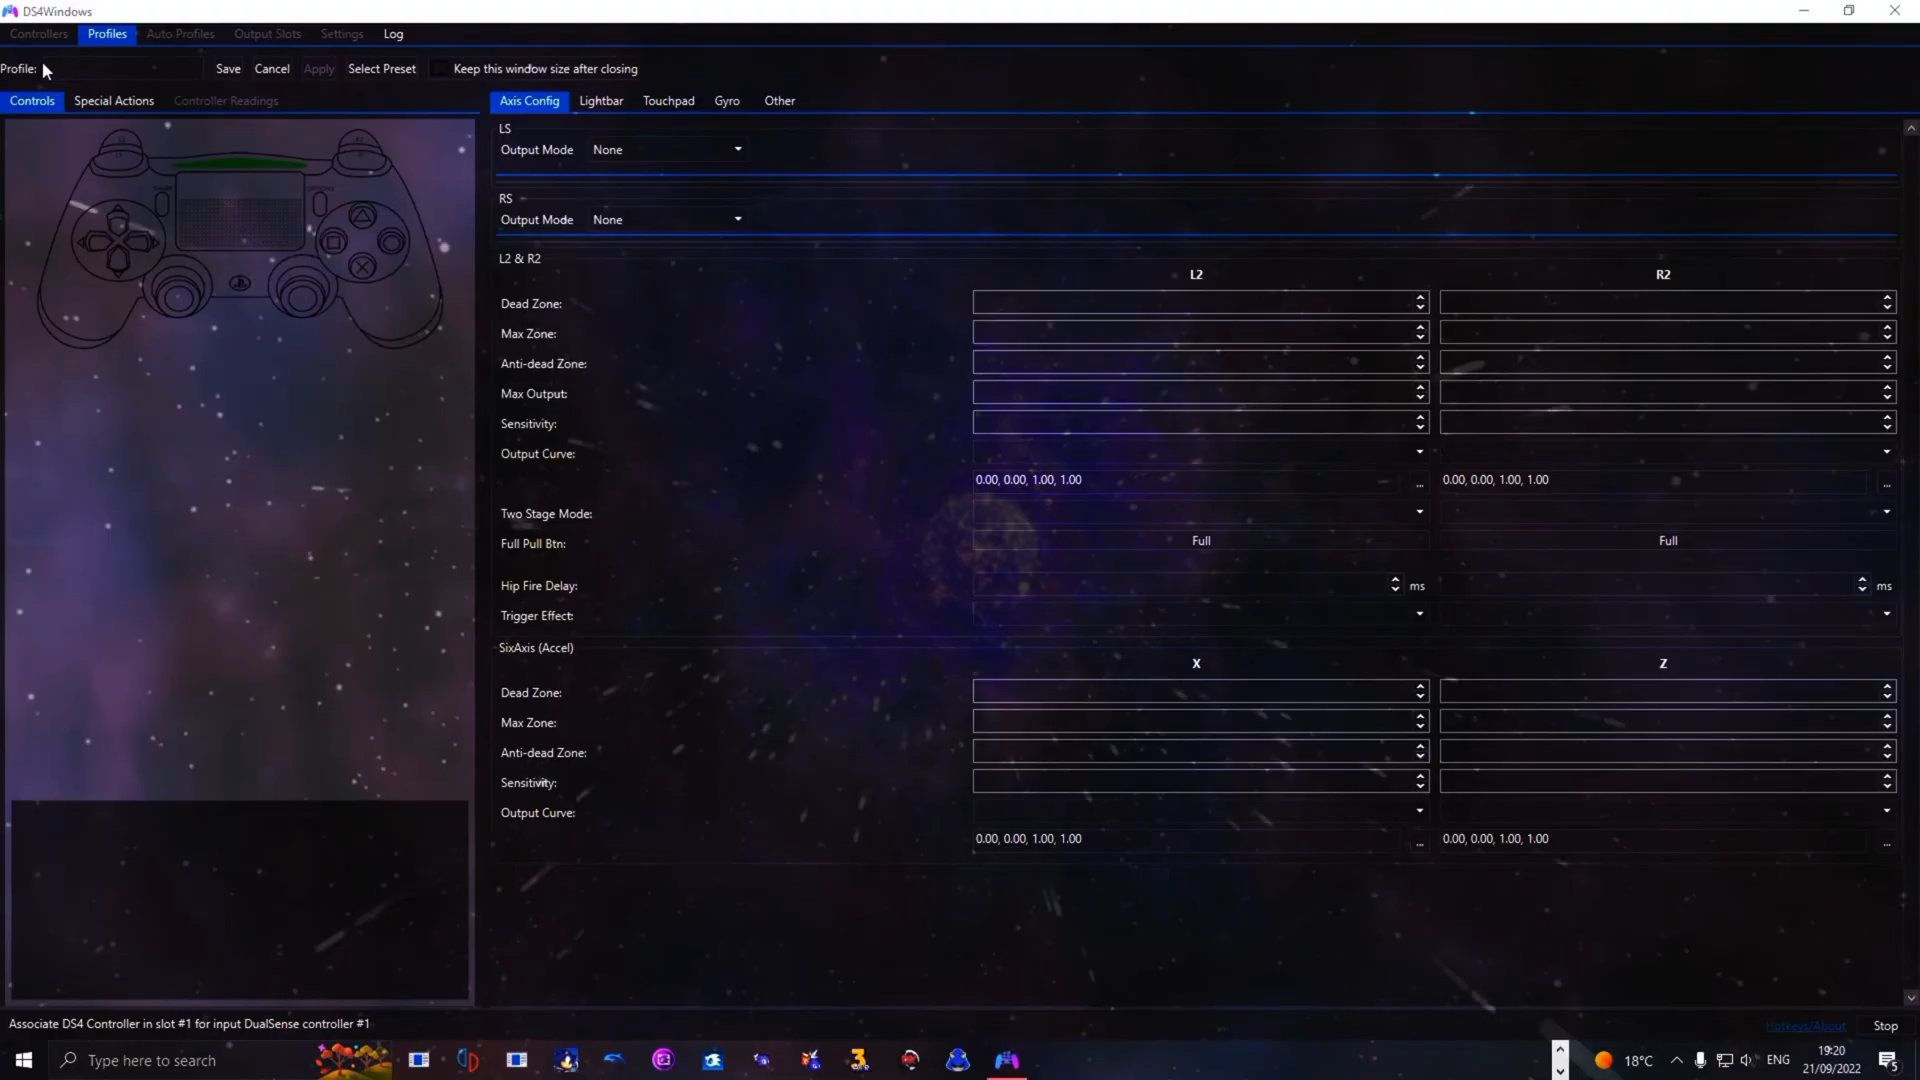 DS4Windows
Controllers Profiles Auto Profiles Output Slots Settings Log
Profile: Save Cancel Apply Select Preset Keep this window size after closing
Controls Special Actions Controller Readings
Axis Config Lightbar Touchpad Gyro Other
LS
Output Mode None
RS
Output Mode None
L2 & R2
L2 R2
Dead Zone:
Max Zone:
Anti-dead Zone:
Max Output:
Sensitivity:
Output Curve:
0.00, 0.00, 1.00, 1.00 ... 0.00, 0.00, 1.00, 1.00 ...
Two Stage Mode:
Full Pull Btn: Full Full
Hip Fire Delay: ms ms
Trigger Effect:
SixAxis (Accel)
X Z
Dead Zone:
Max Zone:
Anti-dead Zone:
Sensitivity:
Output Curve:
0.00, 0.00, 1.00, 1.00 ... 0.00, 0.00, 1.00, 1.00 ...
Associate DS4 Controller in slot #1 for input DualSense controller #1
Hotkeys/About Stop
Type here to search
18°C ENG 19:20
21/09/2022
5